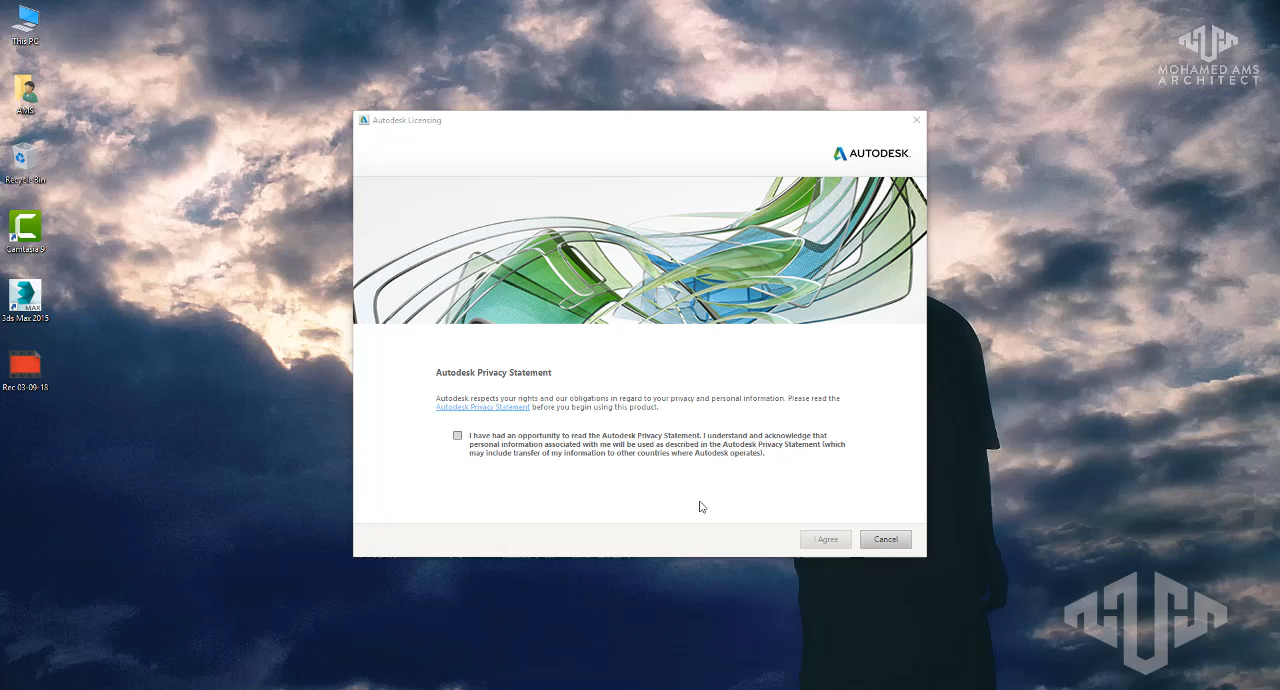 This PC
MOHAMED AMS
ARCHITECT
AMS
Autodesk Licensing
AUTODESK.
Recycle Bin
Camtasia 9
MAX
3ds Max 2015
Rec 03-09-18
Autodesk Privacy Statement
Autodesk respects your rights and our obligations in regard to your privacy and personal information. Please read the
Autodesk Privacy Statement before you begin using this product.
I have had an opportunity to read the Autodesk Privacy Statement. I understand and acknowledge that
personal information associated with me will be used as described in the Autodesk Privacy Statement (which
may include transfer of my information to other countries where Autodesk operates).
I Agree
Cancel